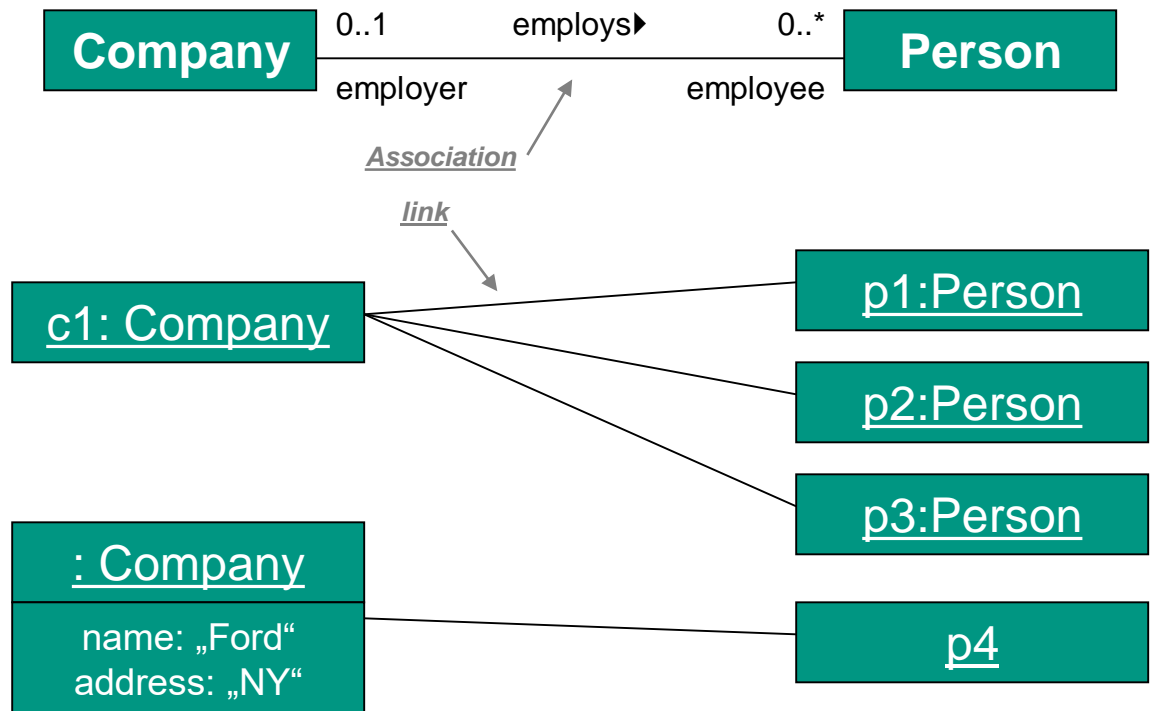 0..1 employs 0..*
Company Person
employer employee
Association
link
c1: Company
p1:Person
p2:Person
p3:Person
: Company
name: „Ford“
address: „NY“
p4